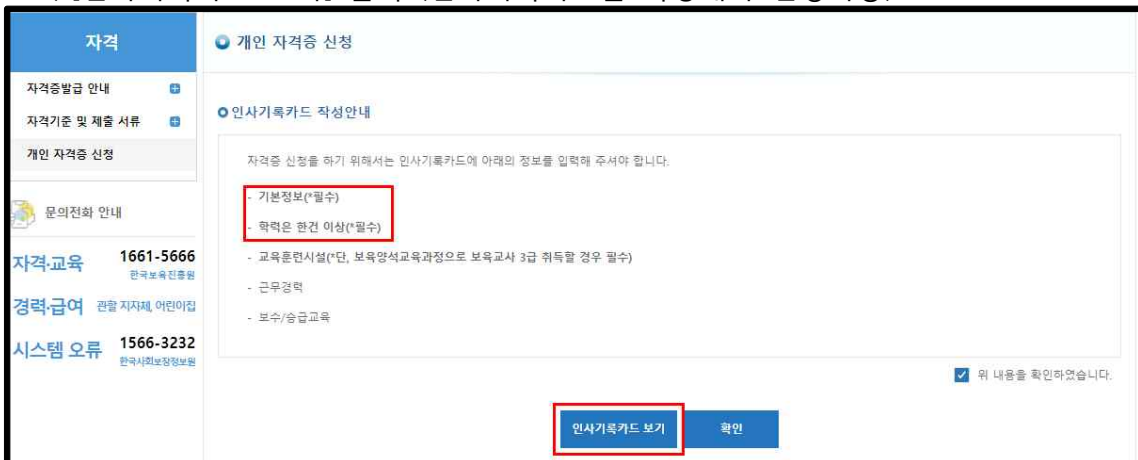 자격
자격증발급 안내
자격기준 및 제출 서류
개인 자격증 신청
문의전화 안내
자격·교육 1661-5666
한국보육진흥원
경력·급여 관할 지자체, 어린이집
시스템 오류 1566-3232
한국사회보장정보원
개인 자격증 신청
인사기록카드 작성안내
자격증 신청을 하기 위해서는 인사기록카드에 아래의 정보를 입력해 주셔야 합니다.
- 기본정보(*필수)
- 학력은 한건 이상(*필수)
- 교육훈련시설(*단, 보육양석교육과정으로 보육교사 3급 취득할 경우 필수)
- 근무경력
- 보수/승급교육
위 내용을 확인하였습니다.
인사기록카드 보기
확인